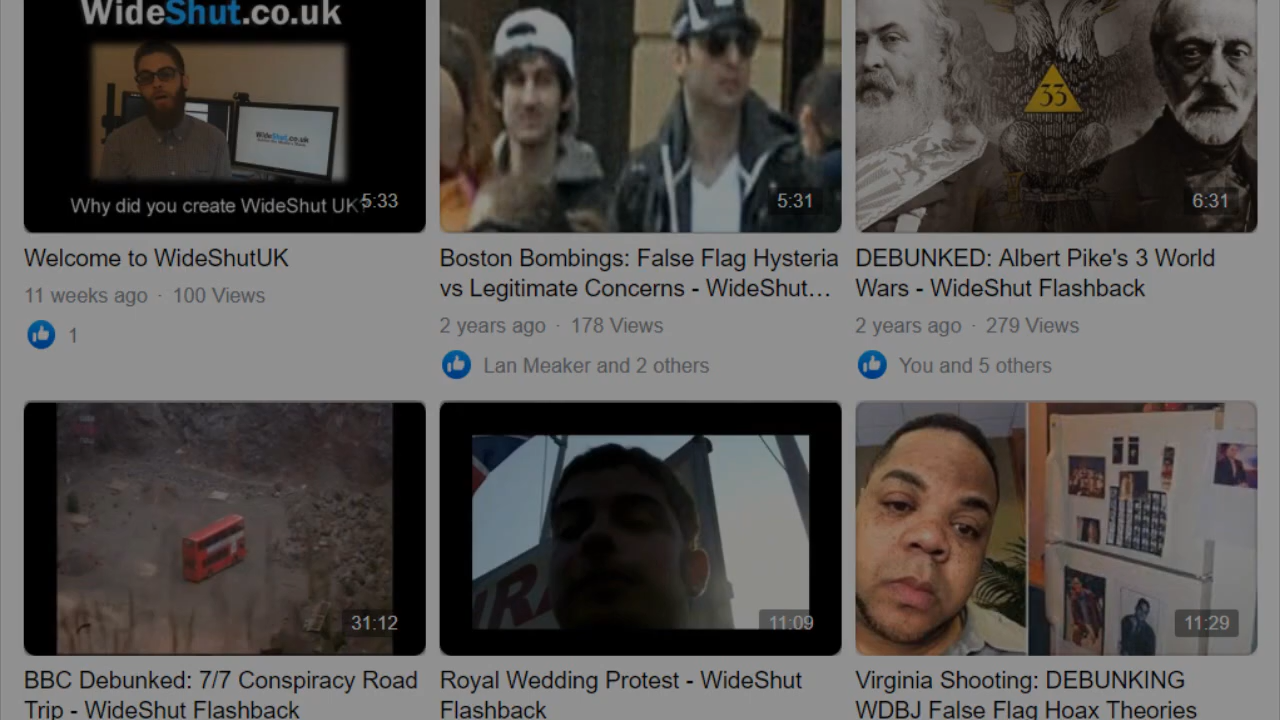 WideShut.co.uk
WideShut.co.uk
Why did you create WideShut UK?
5:33
5:31
33
6:31
Welcome to WideShutUK
11 weeks ago · 100 Views
1
Boston Bombings: False Flag Hysteria
vs Legitimate Concerns - WideShut...
2 years ago · 178 Views
Lan Meaker and 2 others
DEBUNKED: Albert Pike's 3 World
Wars - WideShut Flashback
2 years ago · 279 Views
You and 5 others
31:12
11:09
11:29
BBC Debunked: 7/7 Conspiracy Road
Trip - WideShut Flashback
Royal Wedding Protest - WideShut
Flashback
Virginia Shooting: DEBUNKING
WDBJ False Flag Hoax Theories